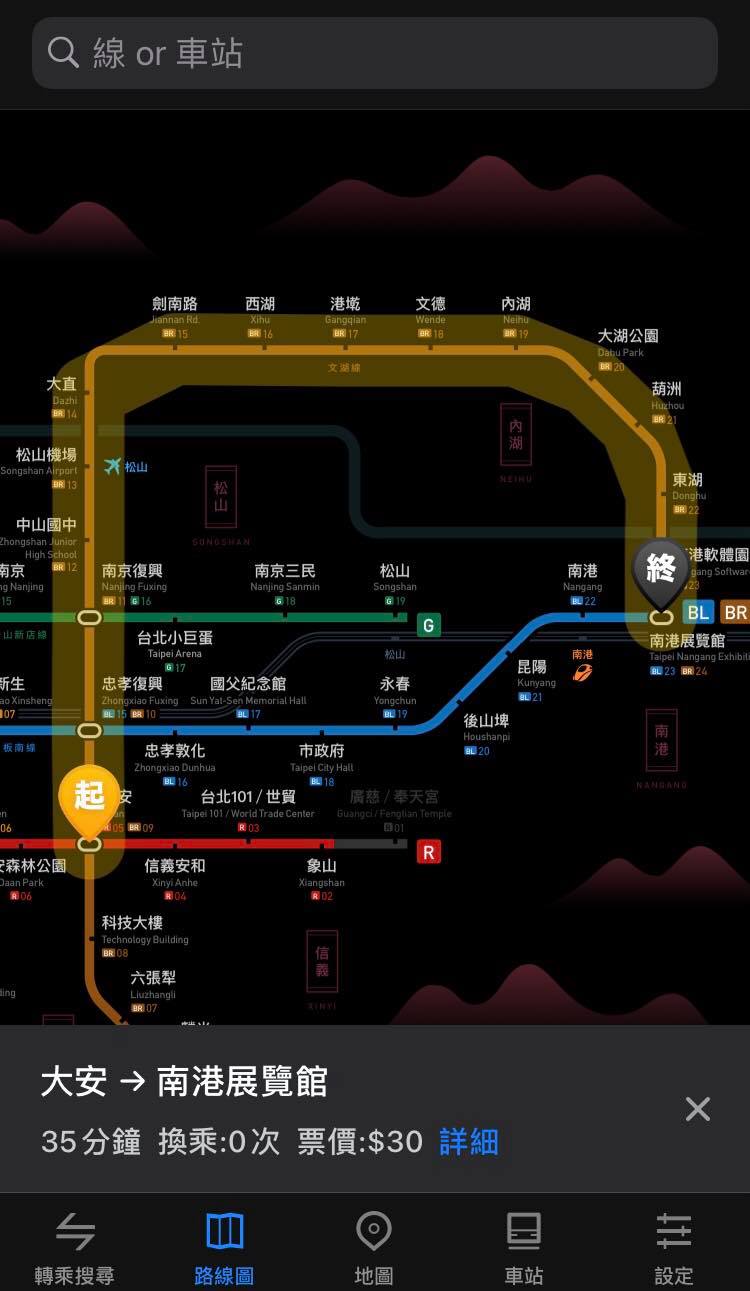 線 or 車站
劍南路
Jiannan Rd.
BR 15
西湖
Xihu
BR 16
港墘
Gangqian
BR 17
文德
Wende
BR 18
內湖
Neihu
BR 19
大湖公園
Dahu Park
BR 20
葫洲
Huzhou
BR 21
東湖
Donghu
BR 22
文湖線
大直
Dazhi
BR 14
松山機場
Songshan Airport
BR 13
松山
中山國中
Zhongshan Junior
High School
BR 12
內湖
NEIHU
松山
SONGSHAN
終
港軟體園
gang Softwar
23
南京
ng Nanjing
15
南京復興
Nanjing Fuxing
BR 11 G 16
南京三民
Nanjing Sanmin
G 18
松山
Songshan
G 19
南港
Nangang
BL 22
BL BR
山新店線
G
台北小巨蛋
Taipei Arena
G 17
松山
南港
南港展覽館
Taipei Nangang Exhibiti
BL 23 BR 24
新生
ao Xinsheng
07
忠孝復興
Zhongxiao Fuxing
BL 15 BR 10
國父紀念館
Sun Yat-Sen Memorial Hall
BL 17
永春
Yongchun
BL 19
昆陽
Kunyang
BL 21
後山埤
Houshanpi
BL 20
板南線
忠孝敦化
Zhongxiao Dunhua
BL 16
市政府
Taipei City Hall
BL 18
南港
NANGANG
起
安
an
R 05 BR 09
en
06
台北101 / 世貿
Taipei 101 / World Trade Center
R 03
廣慈 / 奉天宮
Guangci / Fengtian Temple
R 01
R
安森林公園
Daan Park
R 06
信義安和
Xinyi Anhe
R 04
象山
Xiangshan
R 02
科技大樓
Technology Building
BR 08
信義
XINYI
六張犁
Liuzhangli
BR 07
ding
大安 → 南港展覽館
35分鐘 換乘:0次 票價:$30 詳細
轉乘搜尋
路線圖
地圖
車站
設定